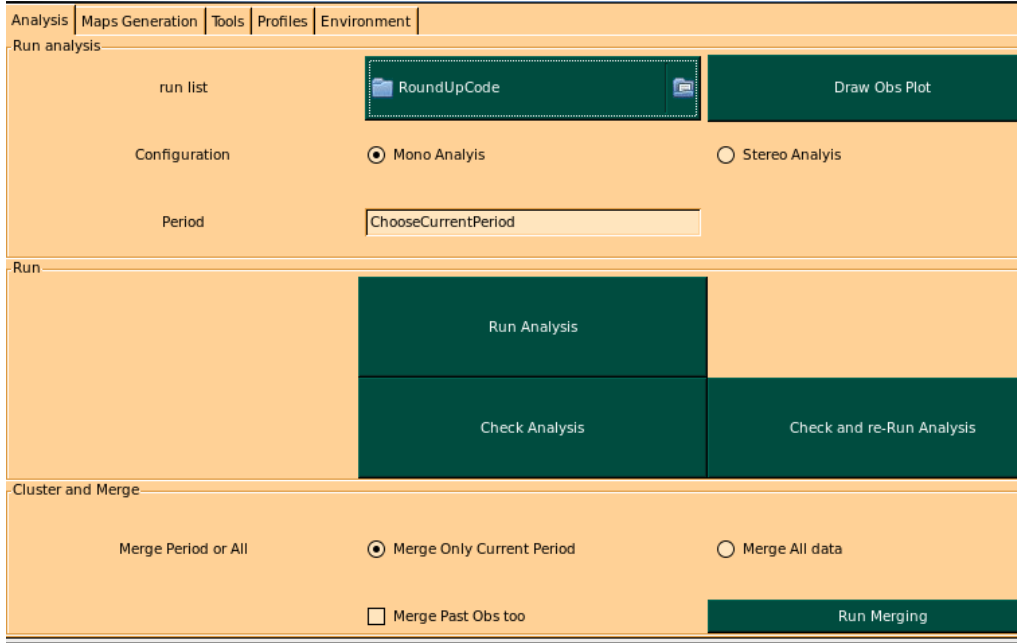 Analysis Maps Generation Tools Profiles Environment
Run analysis
run list RoundUpCode Draw Obs Plot
Configuration Mono Analyis Stereo Analyis
Period ChooseCurrentPeriod
Run
Run Analysis
Check Analysis Check and re-Run Analysis
Cluster and Merge
Merge Period or All Merge Only Current Period Merge All data
Merge Past Obs too Run Merging